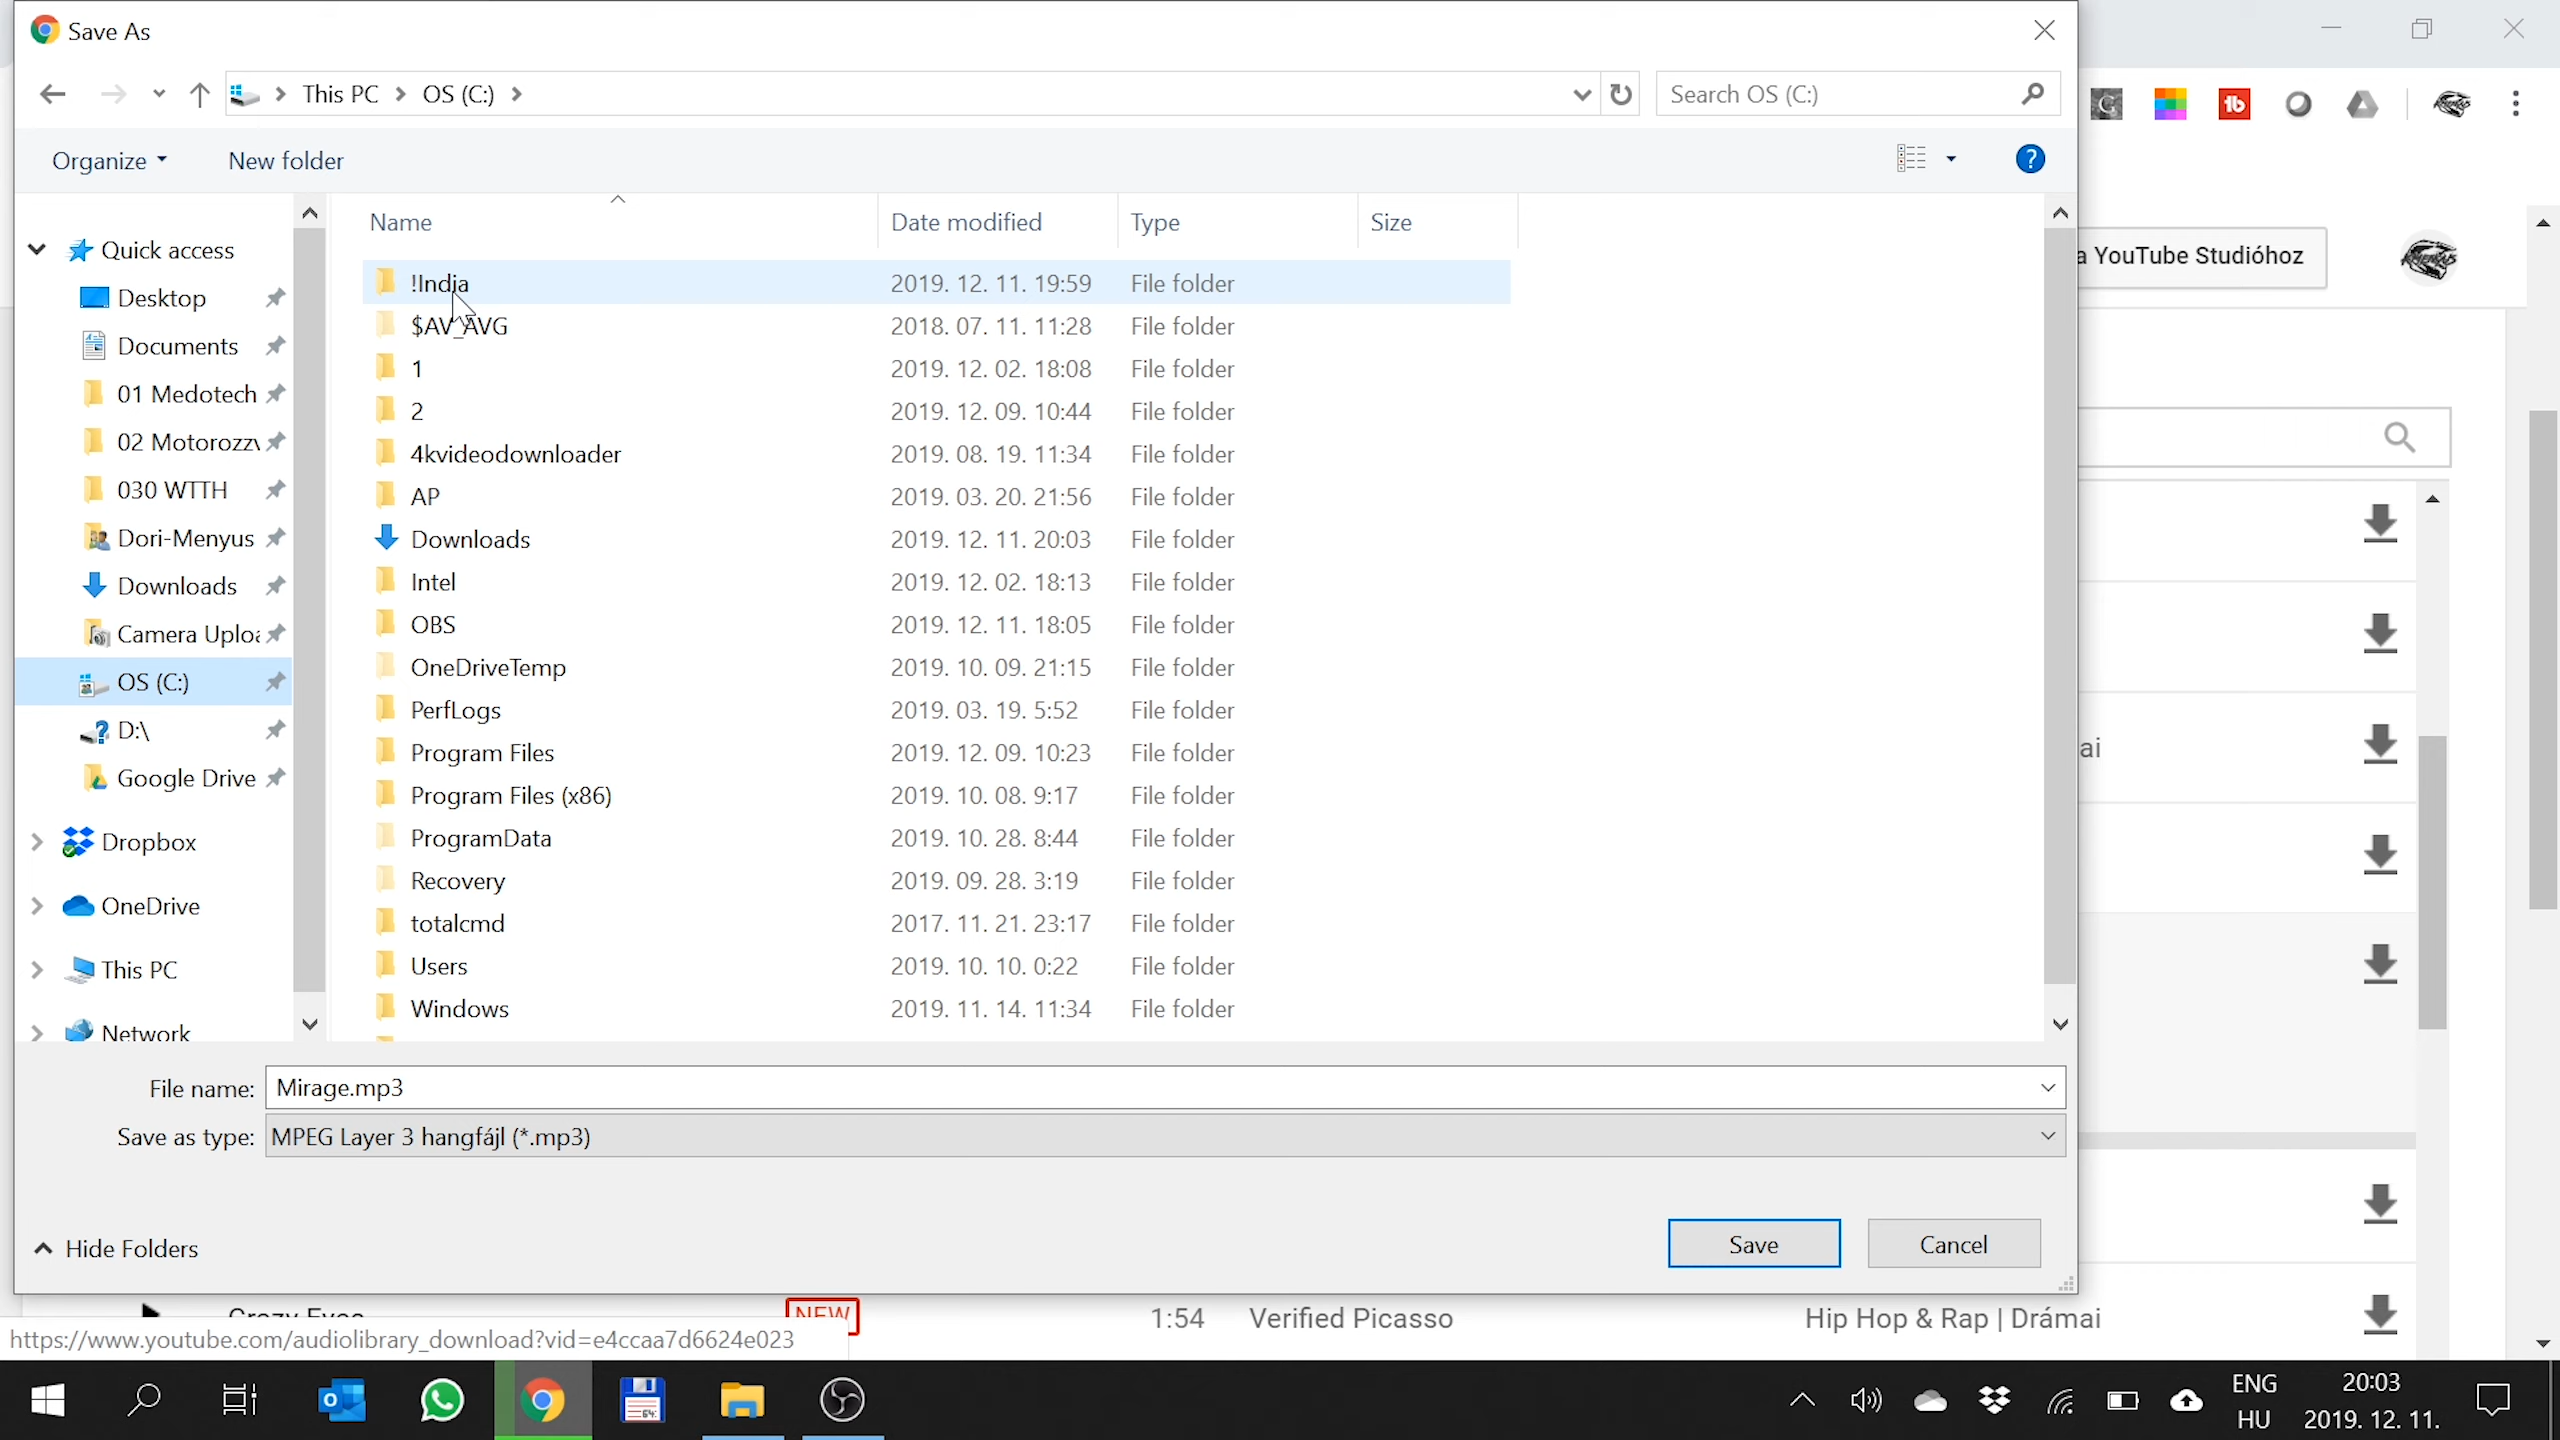 Save As
This PC > OS (C:) >
Search OS (C:)
Organize
New folder
a YouTube Studióhoz
Name Date modified Type Size
Quick access
Desktop
Documents
01 Medotech
02 Motorozzv
030 WTTH
Dori-Menyus
Downloads
Camera Uploa
OS (C:)
D:\
Google Drive
Dropbox
OneDrive
This PC
Network
!India 2019. 12. 11. 19:59 File folder
$AV_AVG 2018. 07. 11. 11:28 File folder
1 2019. 12. 02. 18:08 File folder
2 2019. 12. 09. 10:44 File folder
4kvideodownloader 2019. 08. 19. 11:34 File folder
AP 2019. 03. 20. 21:56 File folder
Downloads 2019. 12. 11. 20:03 File folder
Intel 2019. 12. 02. 18:13 File folder
OBS 2019. 12. 11. 18:05 File folder
OneDriveTemp 2019. 10. 09. 21:15 File folder
PerfLogs 2019. 03. 19. 5:52 File folder
Program Files 2019. 12. 09. 10:23 File folder
Program Files (x86) 2019. 10. 08. 9:17 File folder
ProgramData 2019. 10. 28. 8:44 File folder
Recovery 2019. 09. 28. 3:19 File folder
totalcmd 2017. 11. 21. 23:17 File folder
Users 2019. 10. 10. 0:22 File folder
Windows 2019. 11. 14. 11:34 File folder
ai
File name: Mirage.mp3
Save as type: MPEG Layer 3 hangfájl (*.mp3)
Hide Folders
Save
Cancel
Crazy Eyes NEW 1:54 Verified Picasso Hip Hop & Rap | Drámai
https://www.youtube.com/audiolibrary_download?vid=e4ccaa7d6624e023
ENG 20:03
HU 2019. 12. 11.